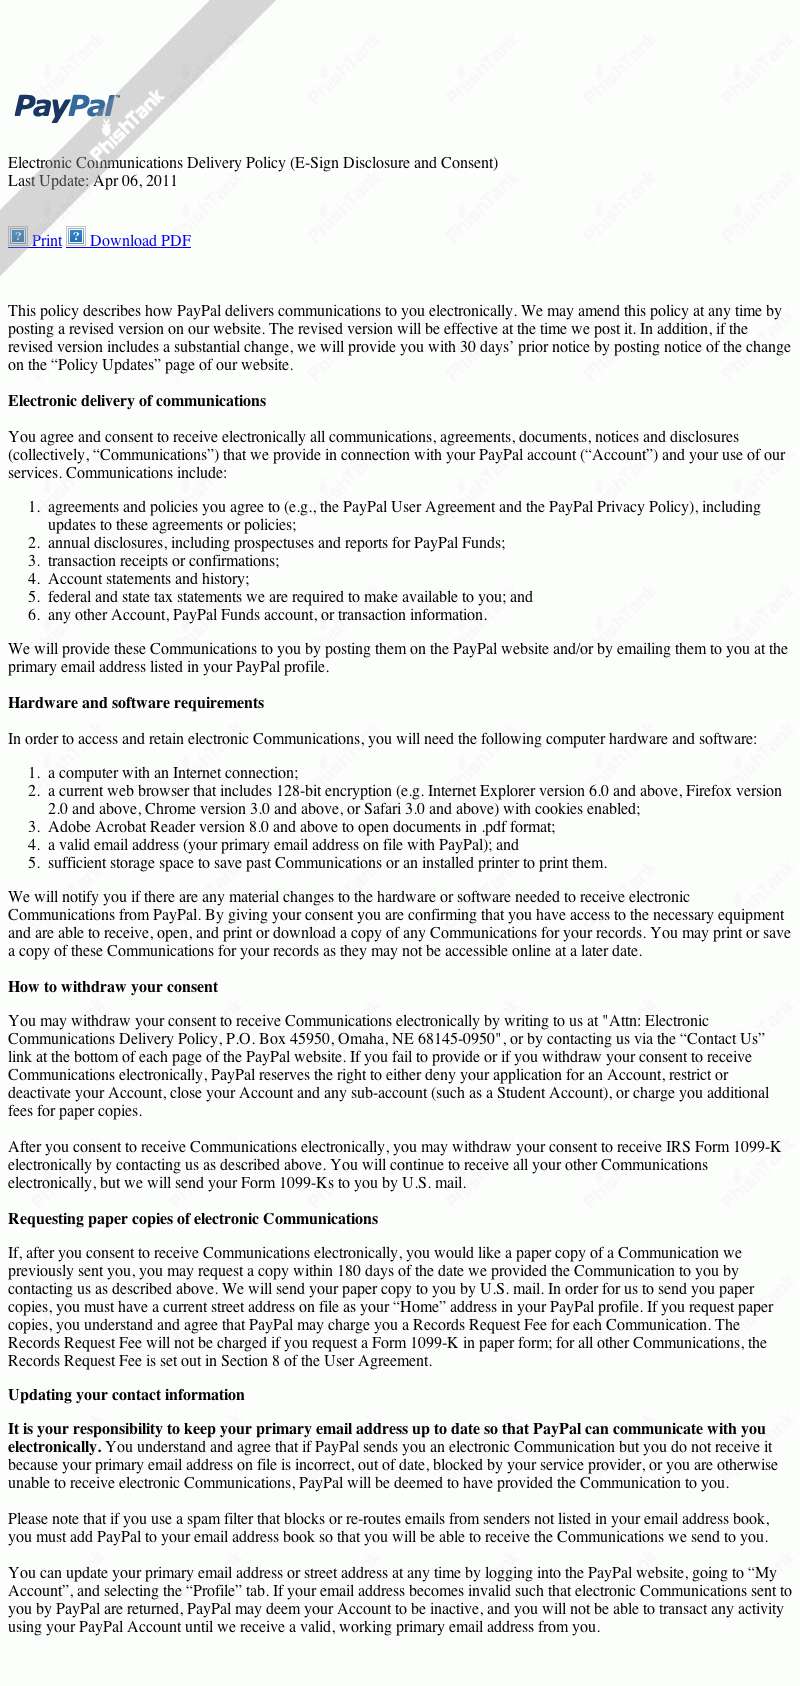 PayPal™
PhishTank
Electronic Communications Delivery Policy (E-Sign Disclosure and Consent)
Last Update: Apr 06, 2011
? Print ? Download PDF
This policy describes how PayPal delivers communications to you electronically. We may amend this policy at any time by
posting a revised version on our website. The revised version will be effective at the time we post it. In addition, if the
revised version includes a substantial change, we will provide you with 30 days’ prior notice by posting notice of the change
on the “Policy Updates” page of our website.
Electronic delivery of communications
You agree and consent to receive electronically all communications, agreements, documents, notices and disclosures
(collectively, “Communications”) that we provide in connection with your PayPal account (“Account”) and your use of our
services. Communications include:
1. agreements and policies you agree to (e.g., the PayPal User Agreement and the PayPal Privacy Policy), including
updates to these agreements or policies;
2. annual disclosures, including prospectuses and reports for PayPal Funds;
3. transaction receipts or confirmations;
4. Account statements and history;
5. federal and state tax statements we are required to make available to you; and
6. any other Account, PayPal Funds account, or transaction information.
We will provide these Communications to you by posting them on the PayPal website and/or by emailing them to you at the
primary email address listed in your PayPal profile.
Hardware and software requirements
In order to access and retain electronic Communications, you will need the following computer hardware and software:
1. a computer with an Internet connection;
2. a current web browser that includes 128-bit encryption (e.g. Internet Explorer version 6.0 and above, Firefox version
2.0 and above, Chrome version 3.0 and above, or Safari 3.0 and above) with cookies enabled;
3. Adobe Acrobat Reader version 8.0 and above to open documents in .pdf format;
4. a valid email address (your primary email address on file with PayPal); and
5. sufficient storage space to save past Communications or an installed printer to print them.
We will notify you if there are any material changes to the hardware or software needed to receive electronic
Communications from PayPal. By giving your consent you are confirming that you have access to the necessary equipment
and are able to receive, open, and print or download a copy of any Communications for your records. You may print or save
a copy of these Communications for your records as they may not be accessible online at a later date.
How to withdraw your consent
You may withdraw your consent to receive Communications electronically by writing to us at "Attn: Electronic
Communications Delivery Policy, P.O. Box 45950, Omaha, NE 68145-0950", or by contacting us via the “Contact Us”
link at the bottom of each page of the PayPal website. If you fail to provide or if you withdraw your consent to receive
Communications electronically, PayPal reserves the right to either deny your application for an Account, restrict or
deactivate your Account, close your Account and any sub-account (such as a Student Account), or charge you additional
fees for paper copies.
After you consent to receive Communications electronically, you may withdraw your consent to receive IRS Form 1099-K
electronically by contacting us as described above. You will continue to receive all your other Communications
electronically, but we will send your Form 1099-Ks to you by U.S. mail.
Requesting paper copies of electronic Communications
If, after you consent to receive Communications electronically, you would like a paper copy of a Communication we
previously sent you, you may request a copy within 180 days of the date we provided the Communication to you by
contacting us as described above. We will send your paper copy to you by U.S. mail. In order for us to send you paper
copies, you must have a current street address on file as your “Home” address in your PayPal profile. If you request paper
copies, you understand and agree that PayPal may charge you a Records Request Fee for each Communication. The
Records Request Fee will not be charged if you request a Form 1099-K in paper form; for all other Communications, the
Records Request Fee is set out in Section 8 of the User Agreement.
Updating your contact information
It is your responsibility to keep your primary email address up to date so that PayPal can communicate with you
electronically. You understand and agree that if PayPal sends you an electronic Communication but you do not receive it
because your primary email address on file is incorrect, out of date, blocked by your service provider, or you are otherwise
unable to receive electronic Communications, PayPal will be deemed to have provided the Communication to you.
Please note that if you use a spam filter that blocks or re-routes emails from senders not listed in your email address book,
you must add PayPal to your email address book so that you will be able to receive the Communications we send to you.
You can update your primary email address or street address at any time by logging into the PayPal website, going to “My
Account”, and selecting the “Profile” tab. If your email address becomes invalid such that electronic Communications sent to
you by PayPal are returned, PayPal may deem your Account to be inactive, and you will not be able to transact any activity
using your PayPal Account until we receive a valid, working primary email address from you.